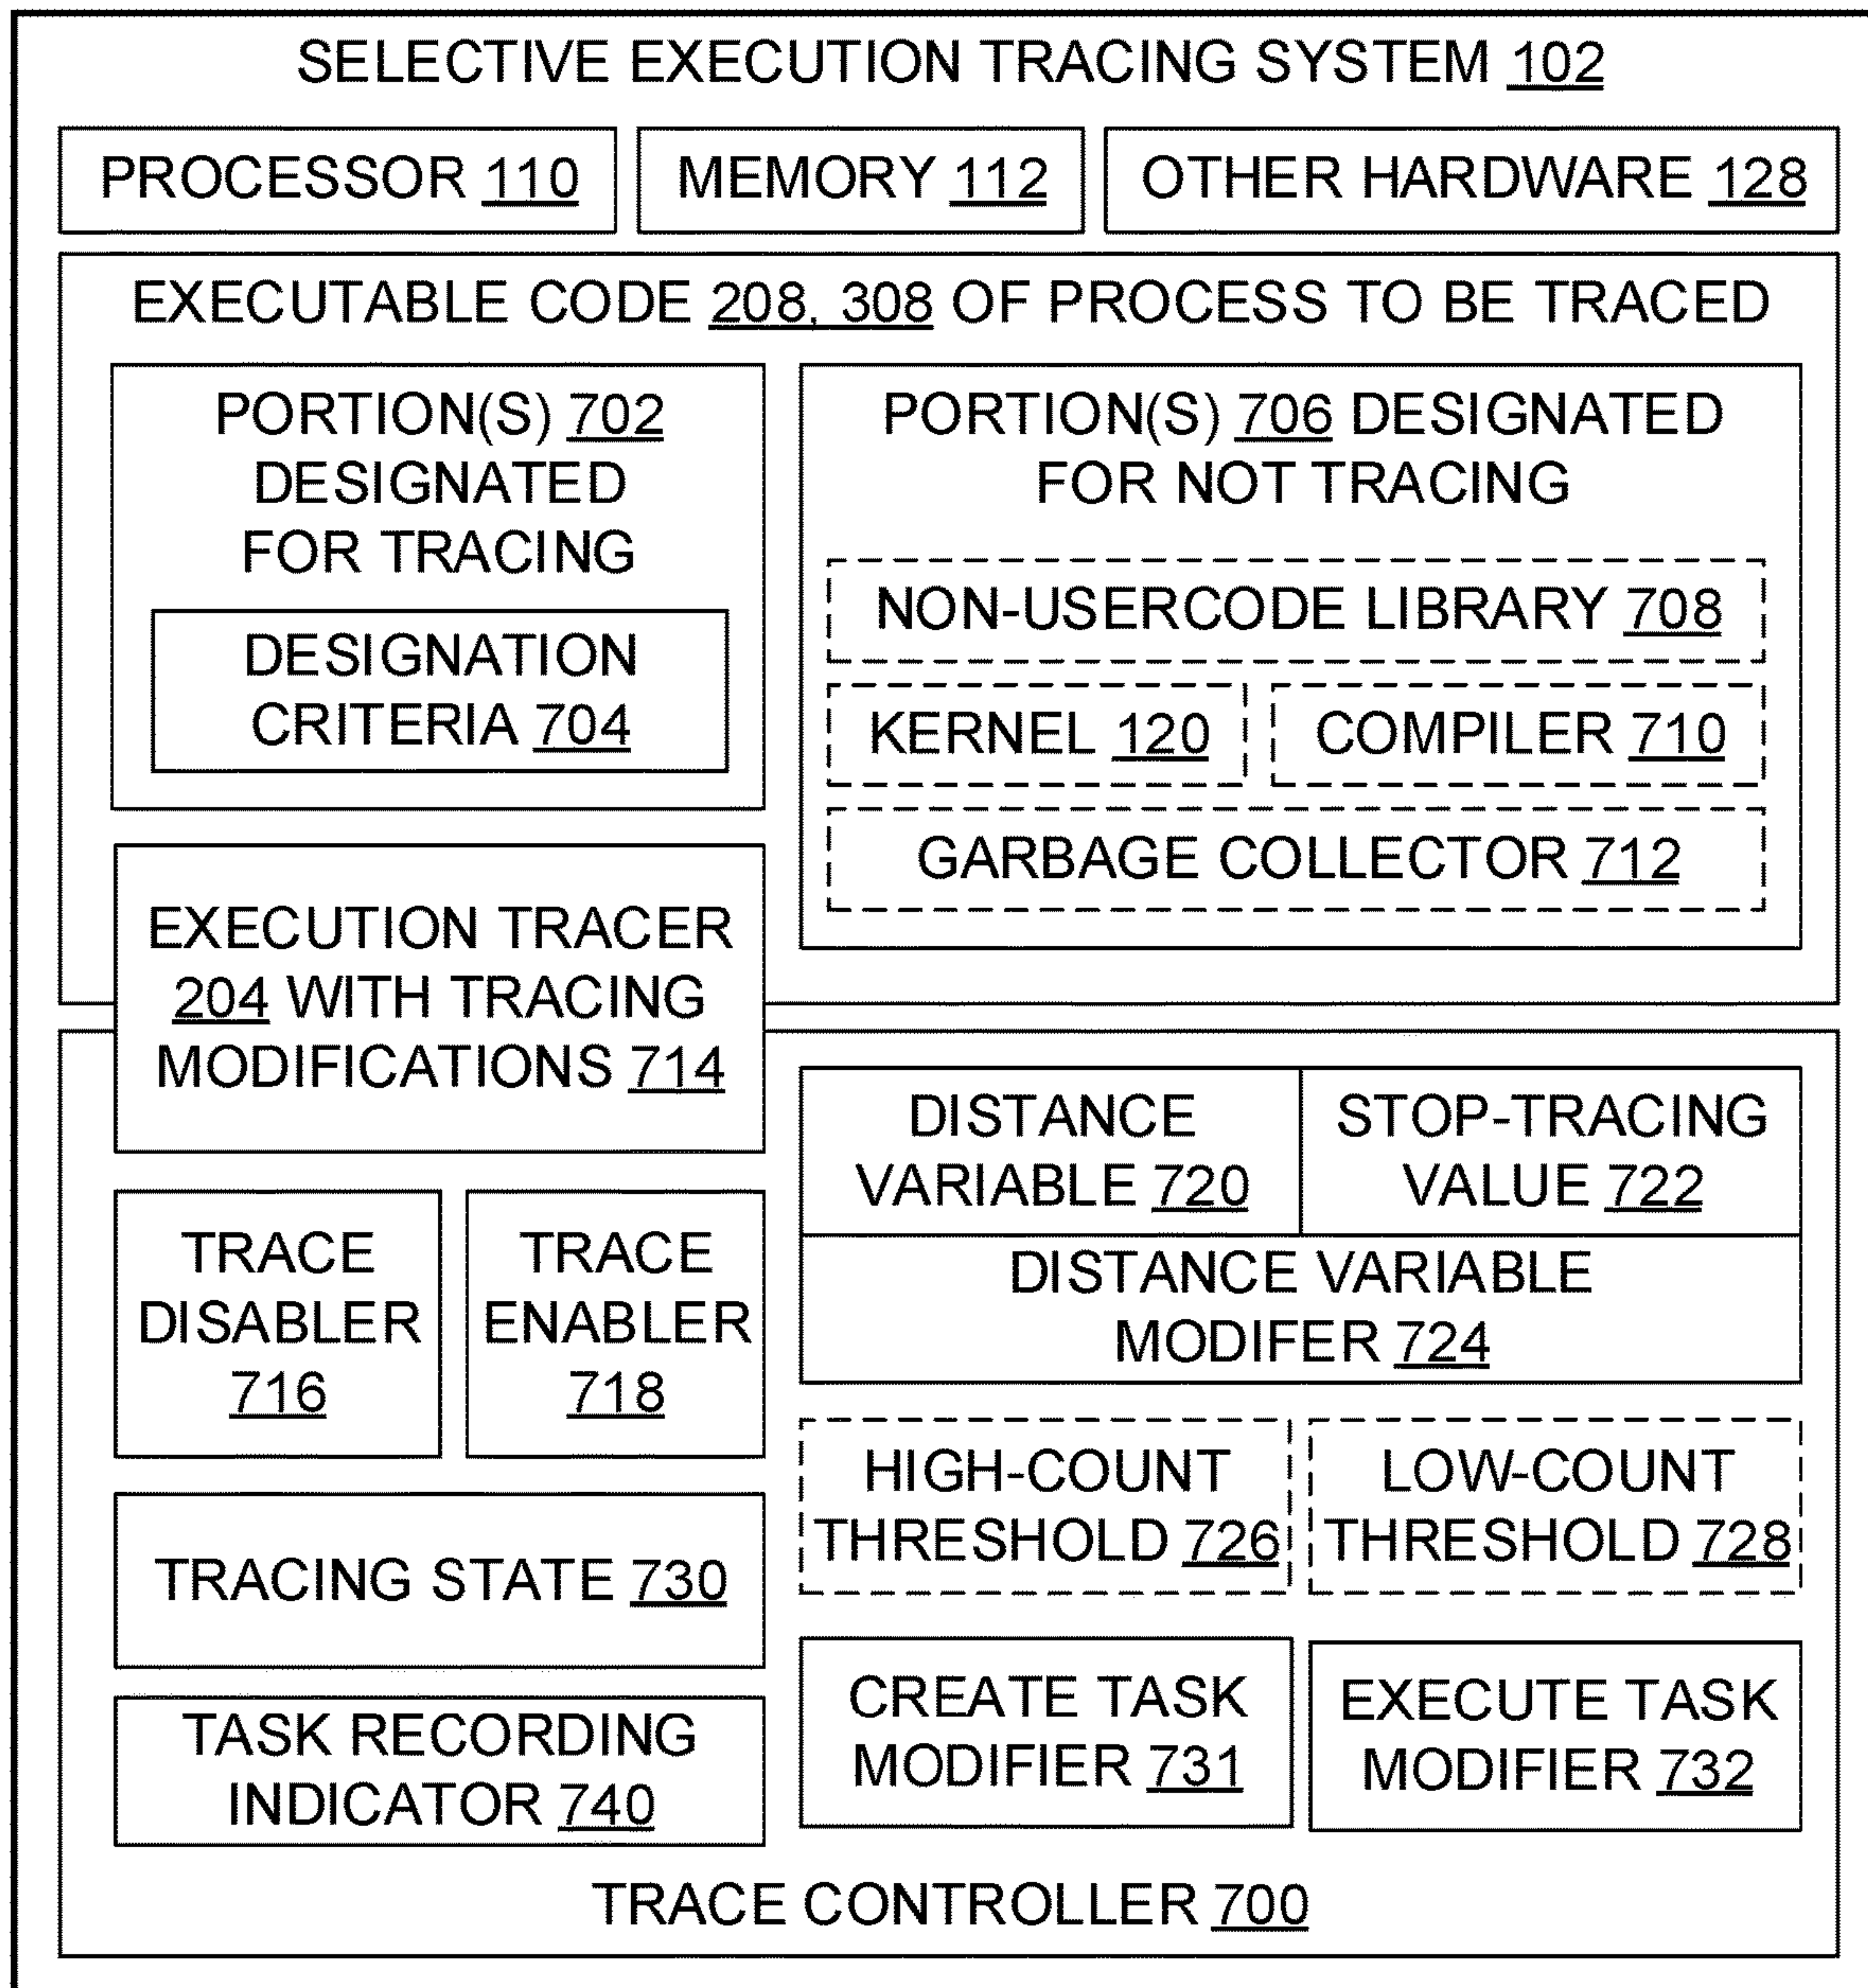 SELECTIVE EXECUTION TRACING SYSTEM 102
PROCESSOR 110
MEMORY 112
OTHER HARDWARE 128
EXECUTABLE CODE 208, 308 OF PROCESS TO BE TRACED
PORTION(S) 702
DESIGNATED
FOR TRACING
DESIGNATION
CRITERIA 704
PORTION(S) 706 DESIGNATED
FOR NOT TRACING
NON-USERCODE LIBRARY 708
KERNEL 120
COMPILER 710
GARBAGE COLLECTOR 712
EXECUTION TRACER
204 WITH TRACING
MODIFICATIONS 714
DISTANCE
VARIABLE 720
STOP-TRACING
VALUE 722
DISTANCE VARIABLE
MODIFER 724
TRACE
DISABLER
716
TRACE
ENABLER
718
HIGH-COUNT
THRESHOLD 726
LOW-COUNT
THRESHOLD 728
TRACING STATE 730
CREATE TASK
MODIFIER 731
EXECUTE TASK
MODIFIER 732
TASK RECORDING
INDICATOR 740
TRACE CONTROLLER 700